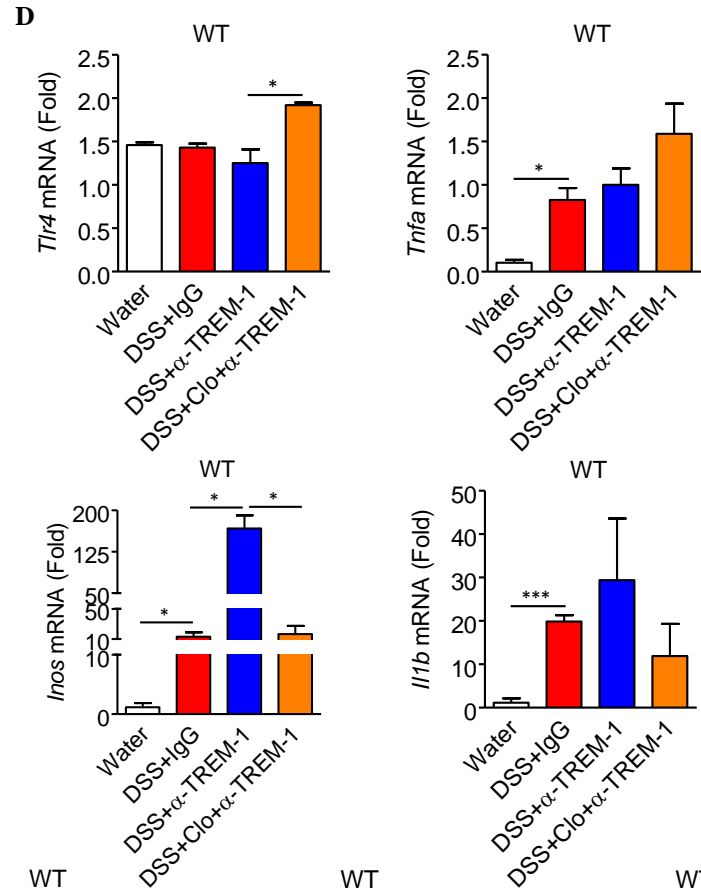 D
WT
Tlr4 mRNA (Fold)
2.5
2.0
1.5
1.0
0.5
0.0
*
Water
DSS+IgG
DSS+α-TREM-1
DSS+Clo+α-TREM-1
WT
Tnfa mRNA (Fold)
2.5
2.0
1.5
1.0
0.5
0.0
*
Water
DSS+IgG
DSS+α-TREM-1
DSS+Clo+α-TREM-1
WT
Inos mRNA (Fold)
200
125
50
50
10
10
0
*
*
*
Water
DSS+IgG
DSS+α-TREM-1
DSS+Clo+α-TREM-1
WT
Il1b mRNA (Fold)
50
40
30
20
10
0
***
Water
DSS+IgG
DSS+α-TREM-1
DSS+Clo+α-TREM-1
WT
WT
WT